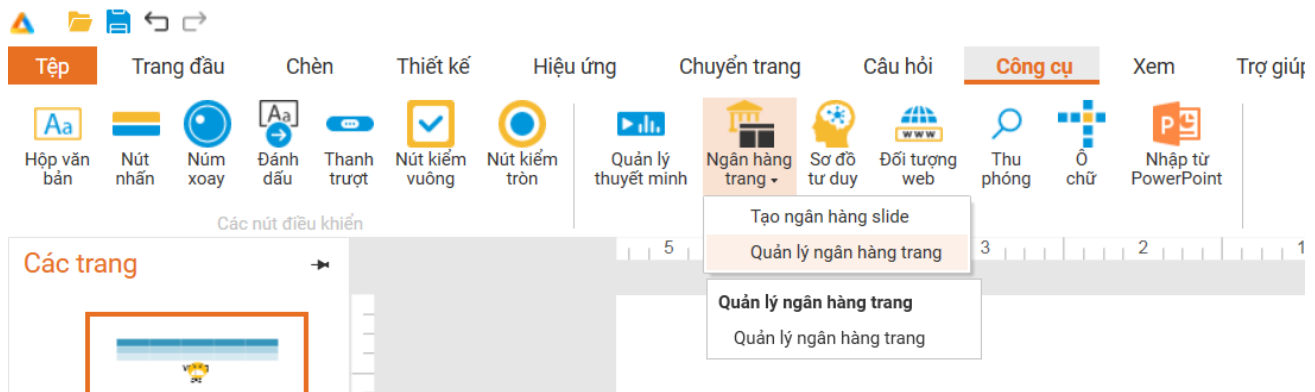 Tệp Trang đầu Chèn Thiết kế Hiệu ứng Chuyển trang Câu hỏi Công cụ Xem Trợ giúp
Aa Aa WWW P
Hộp văn bản
Nút nhấn
Núm xoay
Đánh dấu
Thanh trượt
Nút kiểm vuông
Nút kiểm tròn
Quản lý thuyết minh
Ngân hàng trang
Sơ đồ tư duy
Đối tượng web
Thu phóng
Ô chữ
Nhập từ PowerPoint
Các nút điều khiển
Tạo ngân hàng slide
Quản lý ngân hàng trang
5 3 2 1
Các trang
Quản lý ngân hàng trang
Quản lý ngân hàng trang